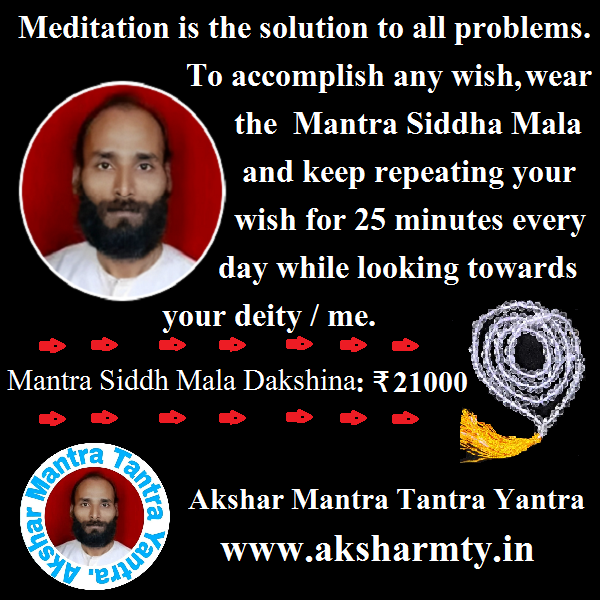 Meditation is the solution to all problems.
To accomplish any wish, wear
the Mantra Siddha Mala
and keep repeating your
wish for 25 minutes every
day while looking towards
your deity / me.
Mantra Siddh Mala Dakshina: ₹21000
Akshar Mantra Tantra Yantra.
Akshar Mantra Tantra Yantra
www.aksharmty.in